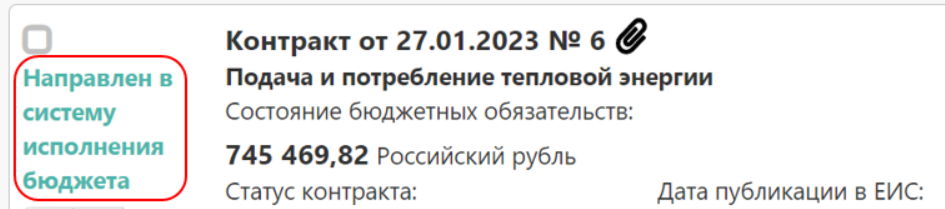 Контракт от 27.01.2023 № 6
Направлен в
систему
исполнения
бюджета
Подача и потребление тепловой энергии
Состояние бюджетных обязательств:
745 469,82 Российский рубль
Статус контракта:
Дата публикации в ЕИС: